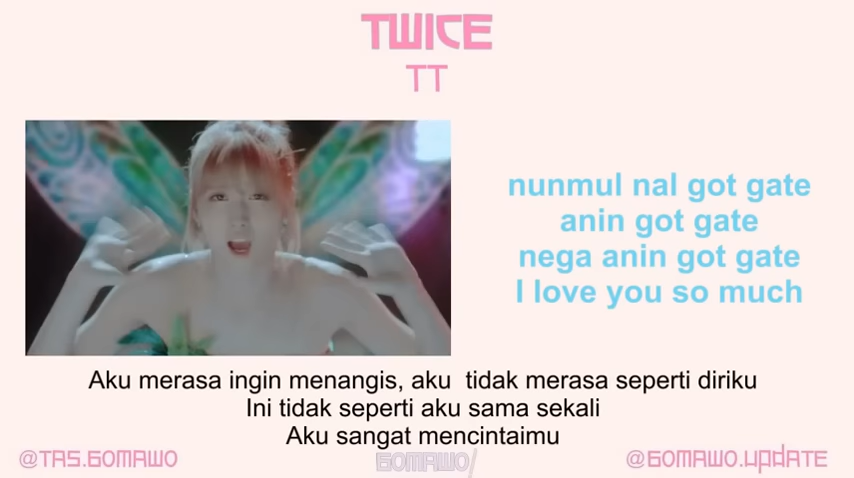 TWICE
TT
nunmul nal got gate
anin got gate
nega anin got gate
I love you so much
Aku merasa ingin menangis, aku  tidak merasa seperti diriku
Ini tidak seperti aku sama sekali
Aku sangat mencintaimu
@TAS.GOMAWO
GOMAWO/
@GOMAWO.UPDATE